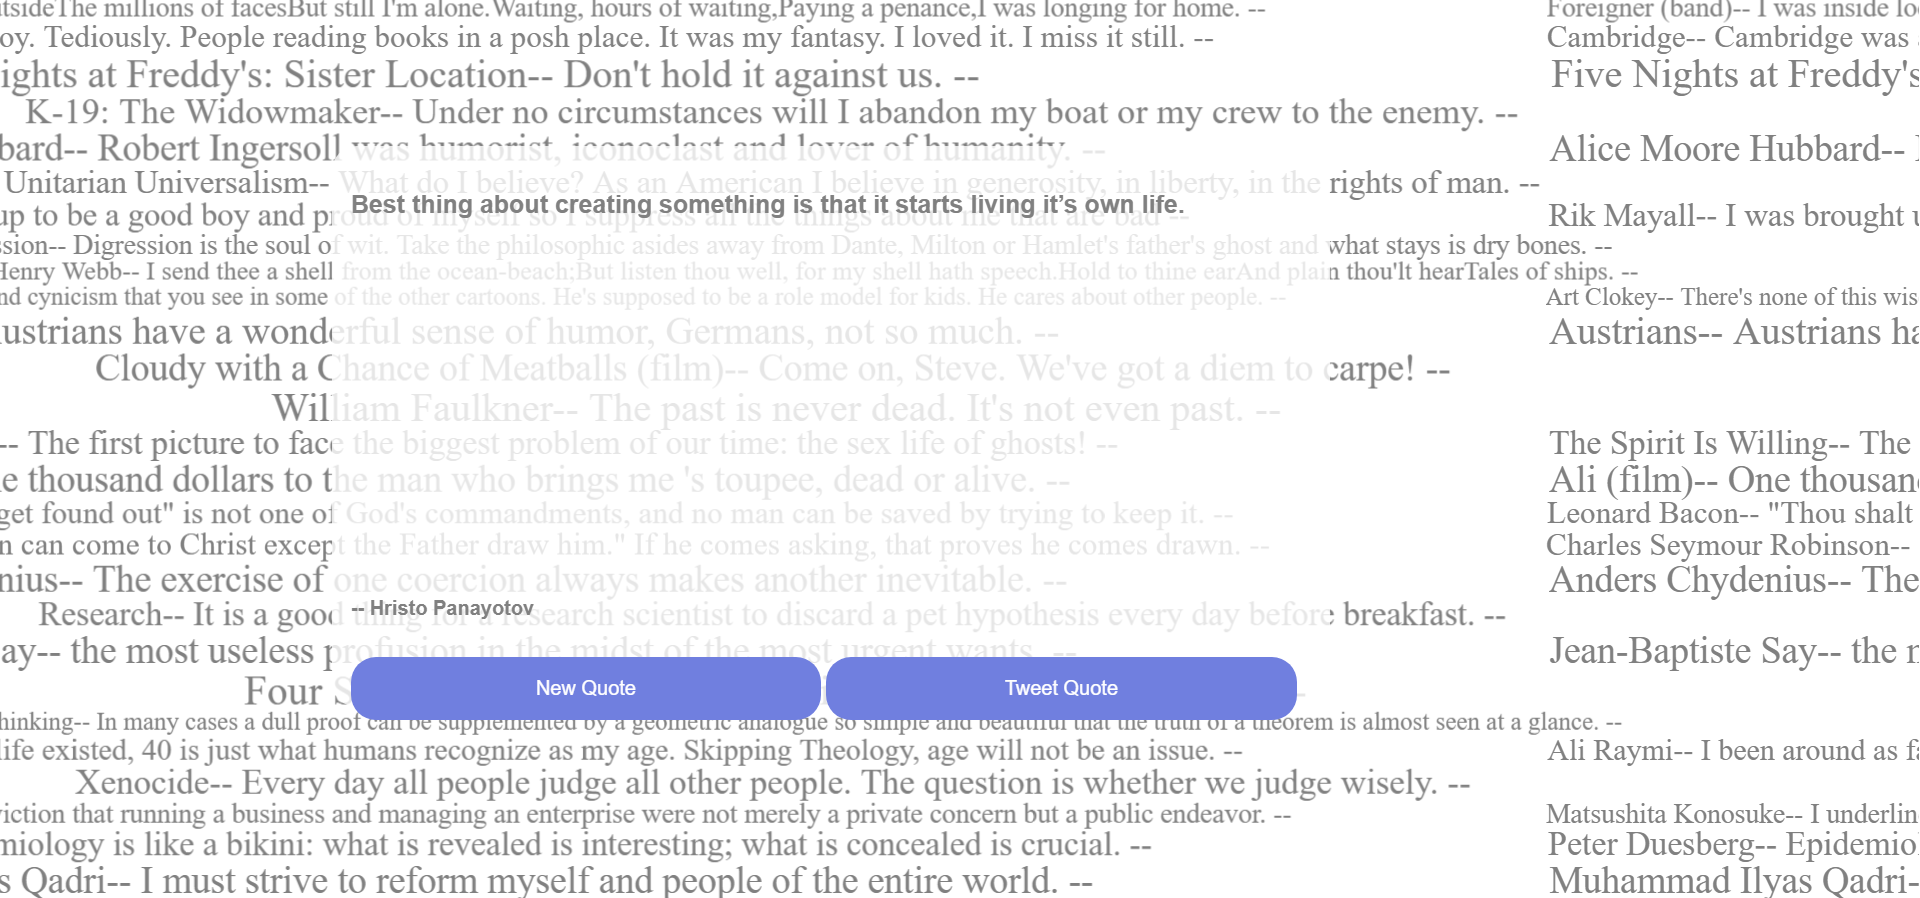 outsideThe millions of facesBut still I'm alone.Waiting, hours of waiting,Paying a penance,I was longing for home. -- Foreigner (band)-- I was inside
oy. Tediously. People reading books in a posh place. It was my fantasy. I loved it. I miss it still. -- Cambridge-- Cambridge was
ights at Freddy's: Sister Location-- Don't hold it against us. -- Five Nights at Freddy's
K-19: The Widowmaker-- Under no circumstances will I abandon my boat or my crew to the enemy. --
bard-- Robert Ingersoll was humorist, iconoclast and lover of humanity. -- Alice Moore Hubbard--
Unitarian Universalism-- What do I believe? As an American I believe in generosity, in liberty, in the rights of man. --
Best thing about creating something is that it starts living it’s own life.
up to be a good boy and proud of myself so I suppress all the things about me that are bad -- Rik Mayall-- I was brought
ssion-- Digression is the soul of wit. Take the philosophic asides away from Dante, Milton or Hamlet's father's ghost and what stays is dry bones. --
Henry Webb-- I send thee a shell from the ocean-beach;But listen thou well, for my shell hath speech.Hold to thine earAnd plain thou'lt hearTales of ships. --
nd cynicism that you see in some of the other cartoons. He's supposed to be a role model for kids. He cares about other people. -- Art Clokey-- There's none of this wis
ustrians have a wonderful sense of humor, Germans, not so much. -- Austrians-- Austrians ha
Cloudy with a Chance of Meatballs (film)-- Come on, Steve. We've got a diem to carpe! --
William Faulkner-- The past is never dead. It's not even past. --
-- The first picture to face the biggest problem of our time: the sex life of ghosts! -- The Spirit Is Willing-- The
e thousand dollars to the man who brings me 's toupee, dead or alive. -- Ali (film)-- One thousan
get found out" is not one of God's commandments, and no man can be saved by trying to keep it. -- Leonard Bacon-- "Thou shalt
n can come to Christ except the Father draw him." If he comes asking, that proves he comes drawn. -- Charles Seymour Robinson--
nius-- The exercise of one coercion always makes another inevitable. -- Anders Chydenius-- The
-- Hristo Panayotov
Research-- It is a good thing for a research scientist to discard a pet hypothesis every day before breakfast. --
ay-- the most useless profusion in the midst of the most urgent wants. -- Jean-Baptiste Say-- the
New Quote Tweet Quote
Four
hinking-- In many cases a dull proof can be supplemented by a geometric analogue so simple and beautiful that the truth of a theorem is almost seen at a glance. --
life existed, 40 is just what humans recognize as my age. Skipping Theology, age will not be an issue. -- Ali Raymi-- I been around as
Xenocide-- Every day all people judge all other people. The question is whether we judge wisely. --
viction that running a business and managing an enterprise were not merely a private concern but a public endeavor. -- Matsushita Konosuke-- I underlin
miology is like a bikini: what is revealed is interesting; what is concealed is crucial. -- Peter Duesberg-- Epidemiol
s Qadri-- I must strive to reform myself and people of the entire world. -- Muhammad Ilyas Qadri-